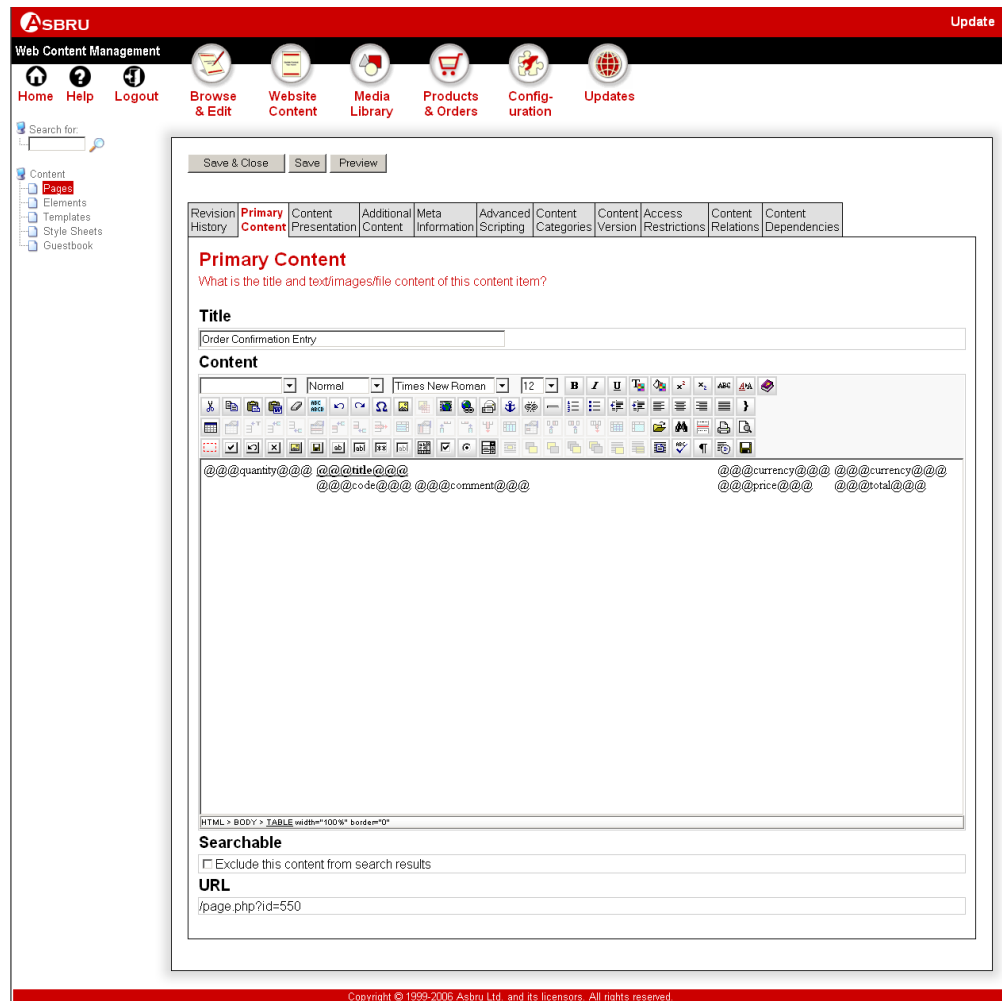 ASBRU
Update
Web Content Management
Home Help Logout
Browse & Edit
Website Content
Media Library
Products & Orders
Config-uration
Updates
Search for:
Content
Pages
Elements
Templates
Style Sheets
Guestbook
Save & Close Save Preview
Revision History
Primary Content
Content Presentation
Additional Content
Meta Information
Advanced Scripting
Content Categories
Content Version
Access Restrictions
Content Relations
Content Dependencies
Primary Content
What is the title and text/images/file content of this content item?
Title
Order Confirmation Entry
Content
Normal Times New Roman 12 B I U
@@@quantity@@@ @@@title@@@ @@@currency@@@ @@@currency@@@
@@@code@@@ @@@comment@@@ @@@price@@@ @@@total@@@
HTML > BODY > TABLE width="100%" border="0"
Searchable
Exclude this content from search results
URL
/page.php?id=550
Copyright © 1999-2006 Asbru Ltd. and its licensors. All rights reserved.